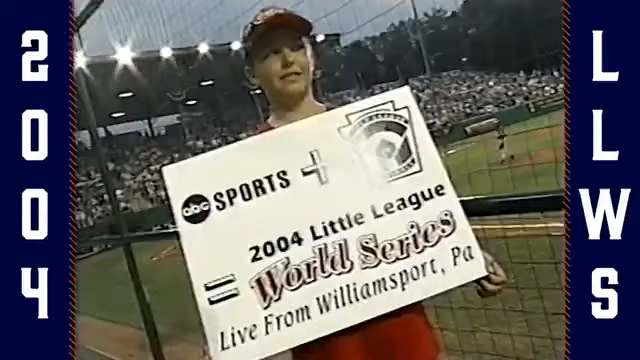 2004
abc SPORTS +
2004 Little League
= World Series
Live From Williamsport, Pa
LLWS